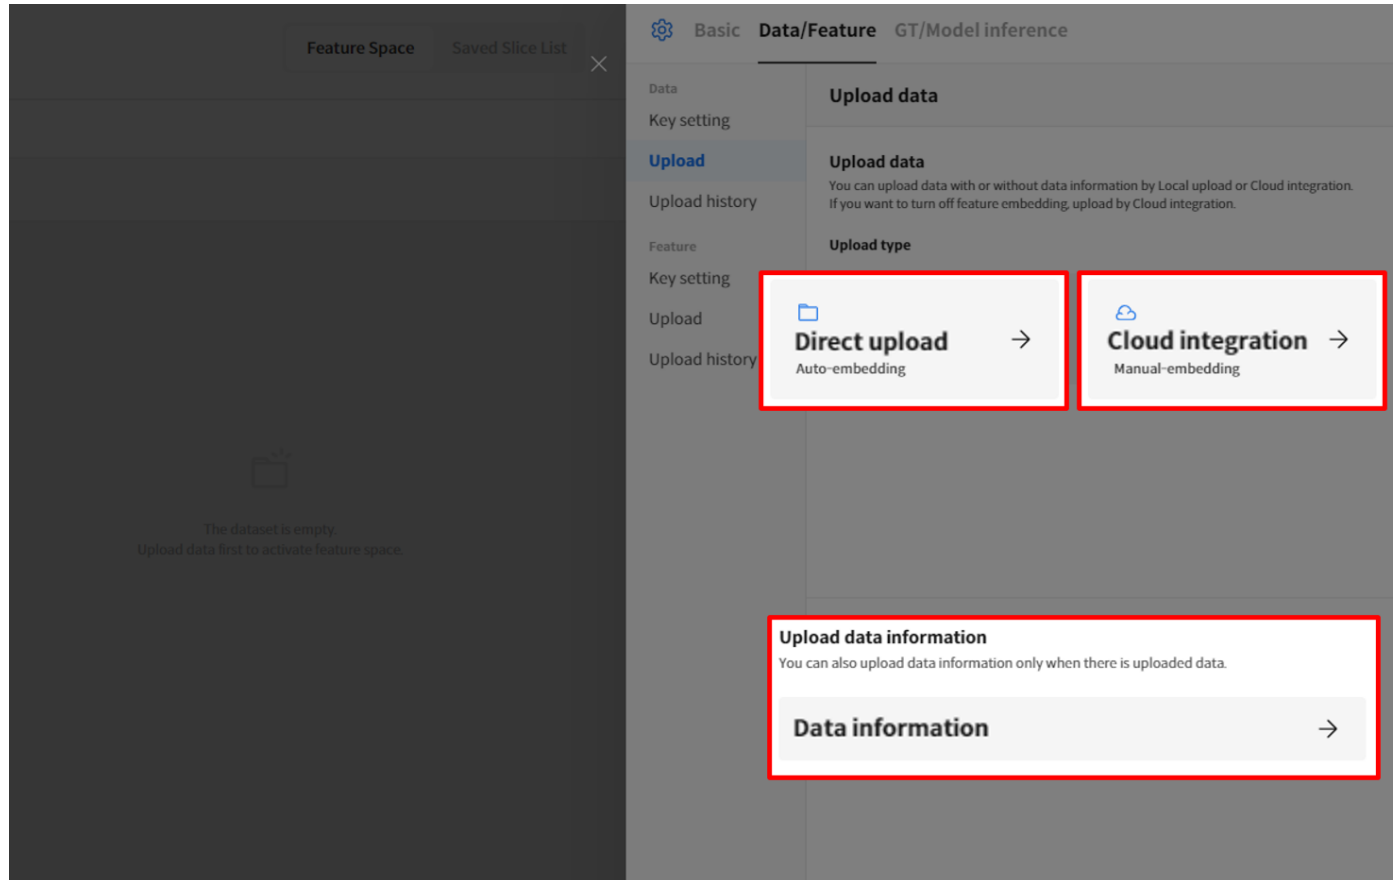 Feature Space
Saved Slice List
Basic
Data/Feature
GT/Model inference
Data
Key setting
Upload
Upload history
Feature
Key setting
Upload
Upload history
Upload data
Upload data
You can upload data with or without data information by Local upload or Cloud integration.
If you want to turn off feature embedding, upload by Cloud integration.
Upload type
Direct upload
Auto-embedding
Cloud integration
Manual-embedding
The dataset is empty.
Upload data first to activate feature space.
Upload data information
You can also upload data information only when there is uploaded data.
Data information